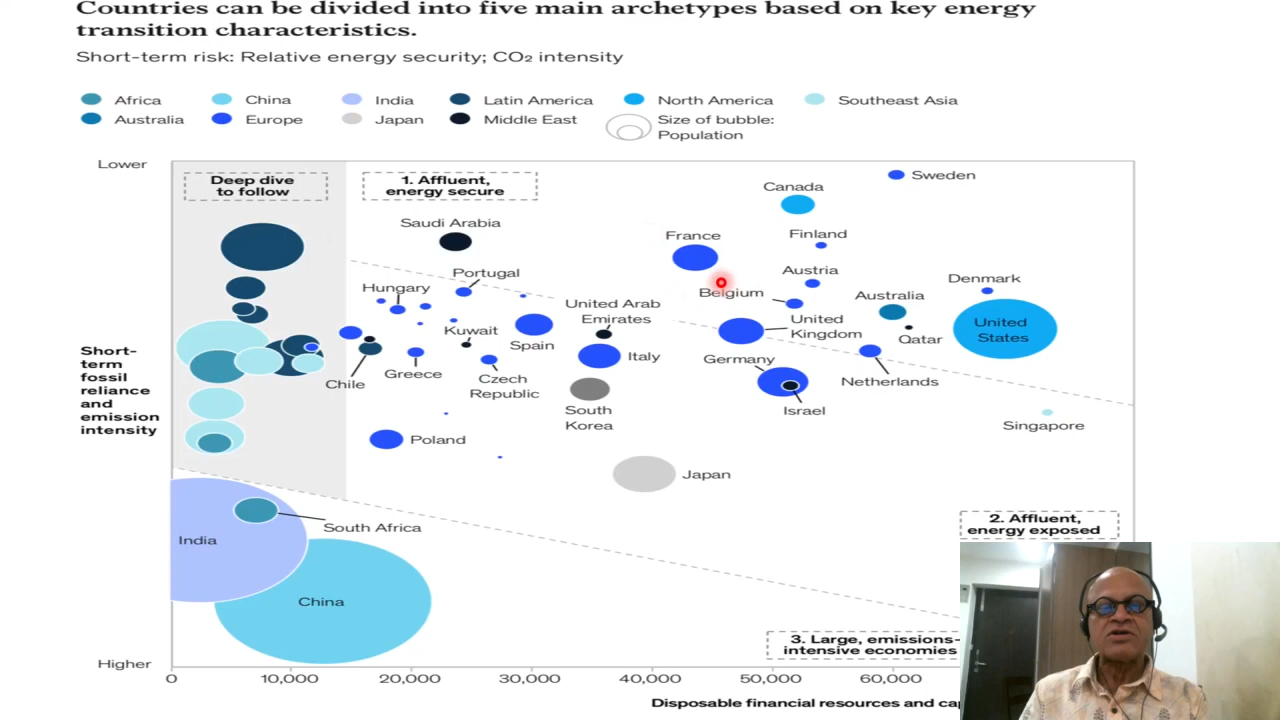 Countries can be divided into five main archetypes based on key energy
transition characteristics.
Short-term risk: Relative energy security; CO₂ intensity
Africa
China
India
Latin America
North America
Southeast Asia
Australia
Europe
Japan
Middle East
Size of bubble:
Population
Lower
Deep dive
to follow
1. Affluent,
energy secure
Sweden
Canada
Saudi Arabia
France
Finland
Portugal
Austria
Denmark
Hungary
Belgium
Australia
United Arab
Emirates
United
Kingdom
United
States
Kuwait
Qatar
Spain
Short-
term
fossil
reliance
and
emission
intensity
Italy
Germany
Greece
Chile
Czech
Republic
Netherlands
South
Korea
Israel
Singapore
Poland
Japan
2. Affluent,
energy exposed
South Africa
India
China
3. Large, emissions-
intensive economies
Higher
0
10,000
20,000
30,000
40,000
50,000
60,000
Disposable financial resources and